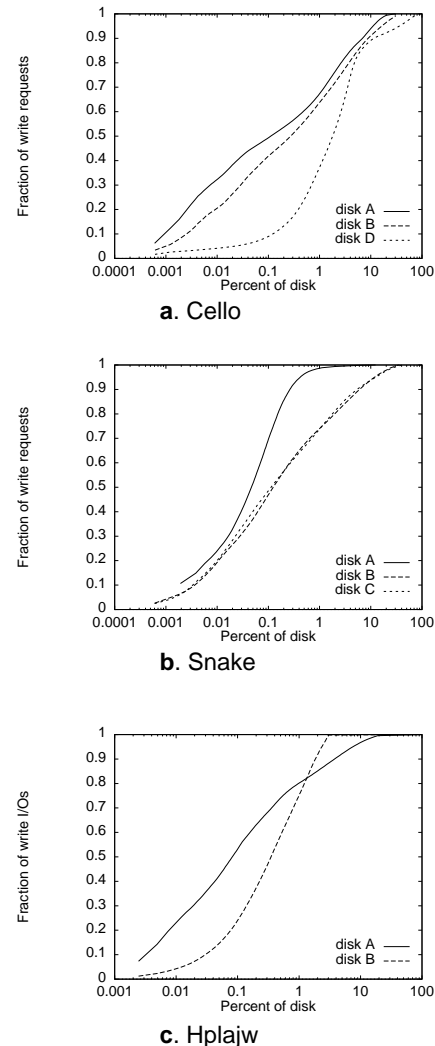 1
0.9
0.8
0.7
0.6
0.5
0.4
0.3
0.2
0.1
0
Fraction of write requests
disk A
disk B
disk D
0.0001 0.001 0.01 0.1 1 10 100
Percent of disk
a. Cello
1
0.9
0.8
0.7
0.6
0.5
0.4
0.3
0.2
0.1
0
Fraction of write requests
disk A
disk B
disk C
0.0001 0.001 0.01 0.1 1 10 100
Percent of disk
b. Snake
1
0.9
0.8
0.7
0.6
0.5
0.4
0.3
0.2
0.1
0
Fraction of write I/Os
disk A
disk B
0.001 0.01 0.1 1 10 100
Percent of disk
c. Hplajw